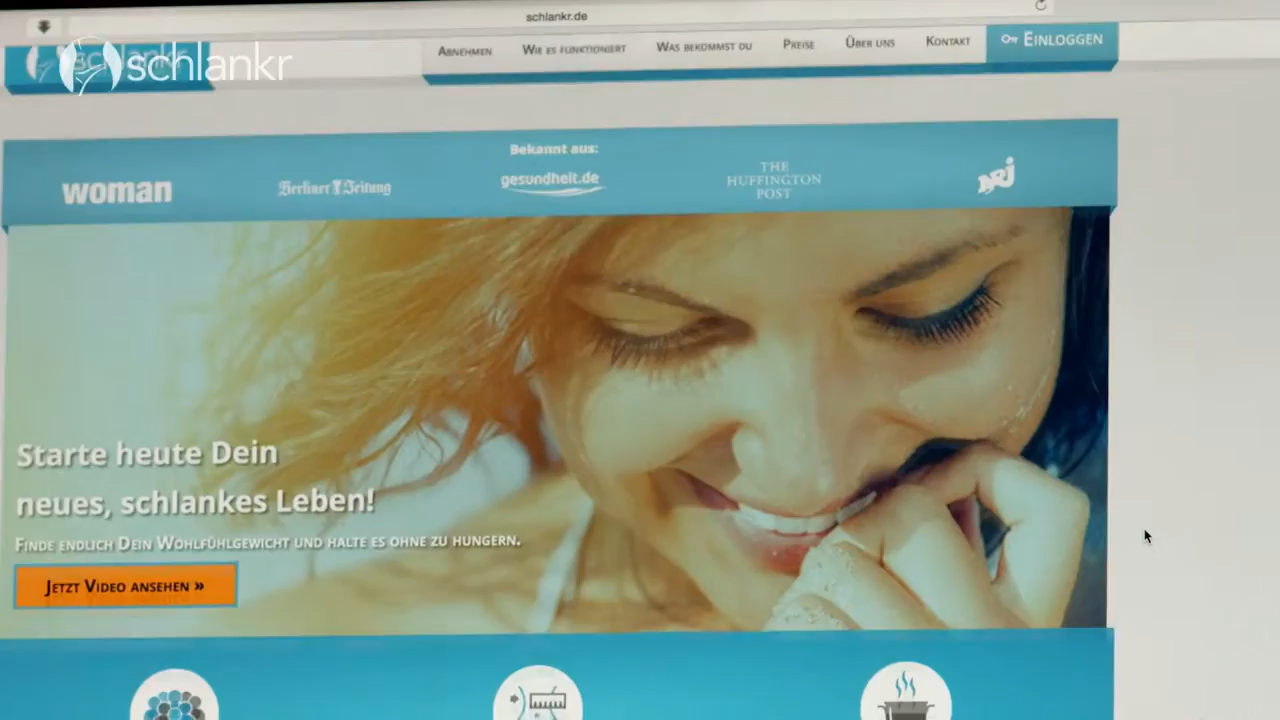 schlankr.de
schlankr
Abnehmen
Wie es funktioniert
Was bekommst du
Preise
Über uns
Kontakt
Einloggen
Bekannt aus:
woman
Berliner Zeitung
gesundheit.de
THE
HUFFINGTON
POST
NRJ
Starte heute Dein
neues, schlankes Leben!
Finde endlich Dein Wohlfühlgewicht und halte es ohne zu hungern.
Jetzt Video ansehen »